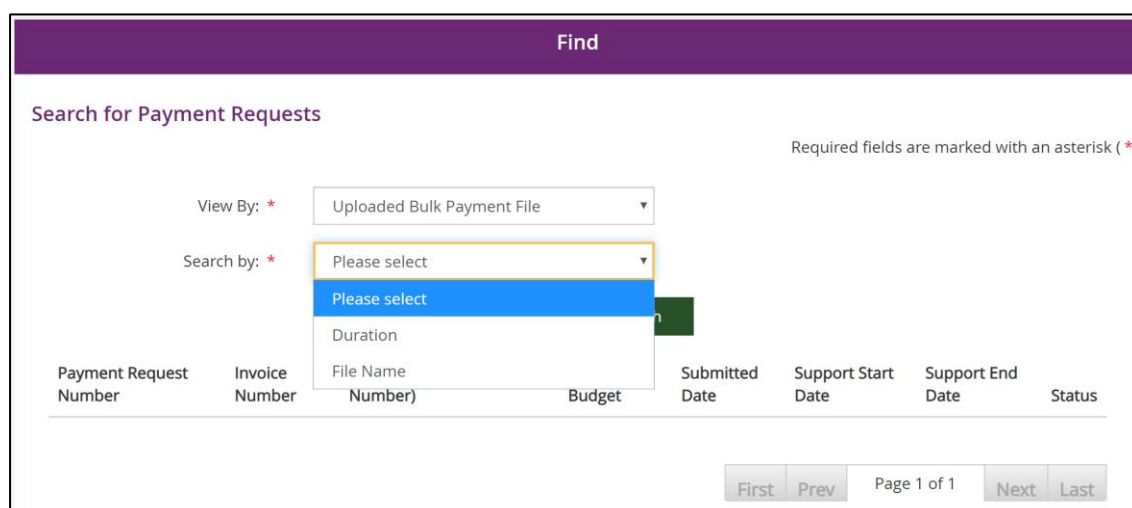 Find
Search for Payment Requests
Required fields are marked with an asterisk ( *
View By: * Uploaded Bulk Payment File
Search by: * Please select
Please select
Duration
File Name
Payment Request Invoice Submitted Support Start Support End
Number Number Number) Budget Date Date Date Status
First Prev Page 1 of 1 Next Last